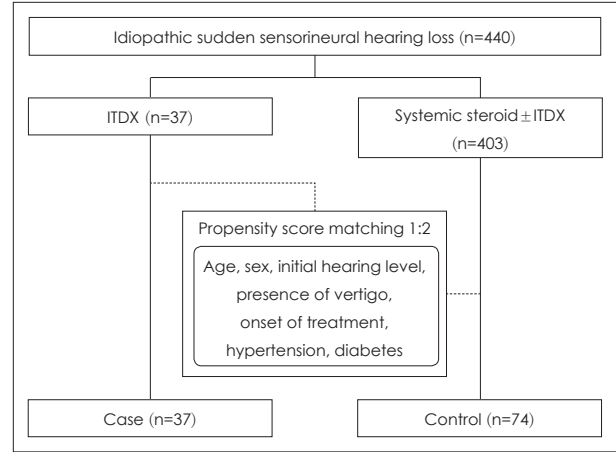 Idiopathic sudden sensorineural hearing loss (n=440)
ITDX (n=37)
Systemic steroid±ITDX
(n=403)
Propensity score matching 1:2
Age, sex, initial hearing level,
presence of vertigo,
onset of treatment,
hypertension, diabetes
Case (n=37)
Control (n=74)